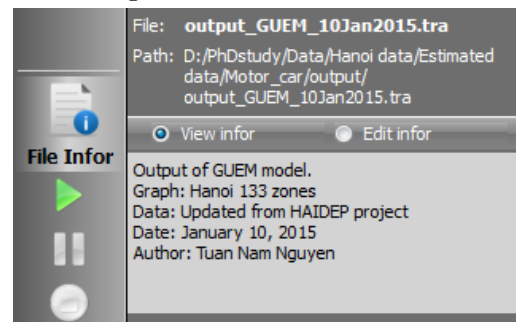 File: output_GUEM_10Jan2015.tra
Path: D:/PhDstudy/Data/Hanoi data/Estimated
data/Motor_car/output/
output_GUEM_10Jan2015.tra
View infor Edit infor
File Infor
Output of GUEM model.
Graph: Hanoi 133 zones
Data: Updated from HAIDEP project
Date: January 10, 2015
Author: Tuan Nam Nguyen